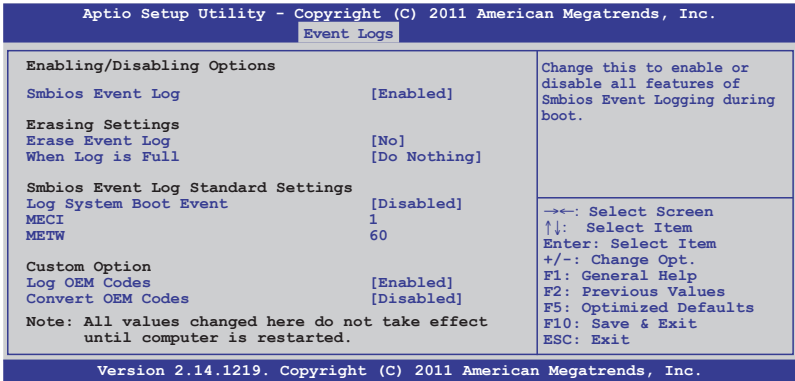 Aptio Setup Utility - Copyright (C) 2011 American Megatrends, Inc.
Event Logs
Enabling/Disabling Options
Smbios Event Log [Enabled]
Erasing Settings
Erase Event Log [No]
When Log is Full [Do Nothing]
Smbios Event Log Standard Settings
Log System Boot Event [Disabled]
MECI 1
METW 60
Custom Option
Log OEM Codes [Enabled]
Convert OEM Codes [Disabled]
Note: All values changed here do not take effect
until computer is restarted.
Change this to enable or
disable all features of
Smbios Event Logging during
boot.
→←: Select Screen
↑↓: Select Item
Enter: Select Item
+/-: Change Opt.
F1: General Help
F2: Previous Values
F5: Optimized Defaults
F10: Save & Exit
ESC: Exit
Version 2.14.1219. Copyright (C) 2011 American Megatrends, Inc.